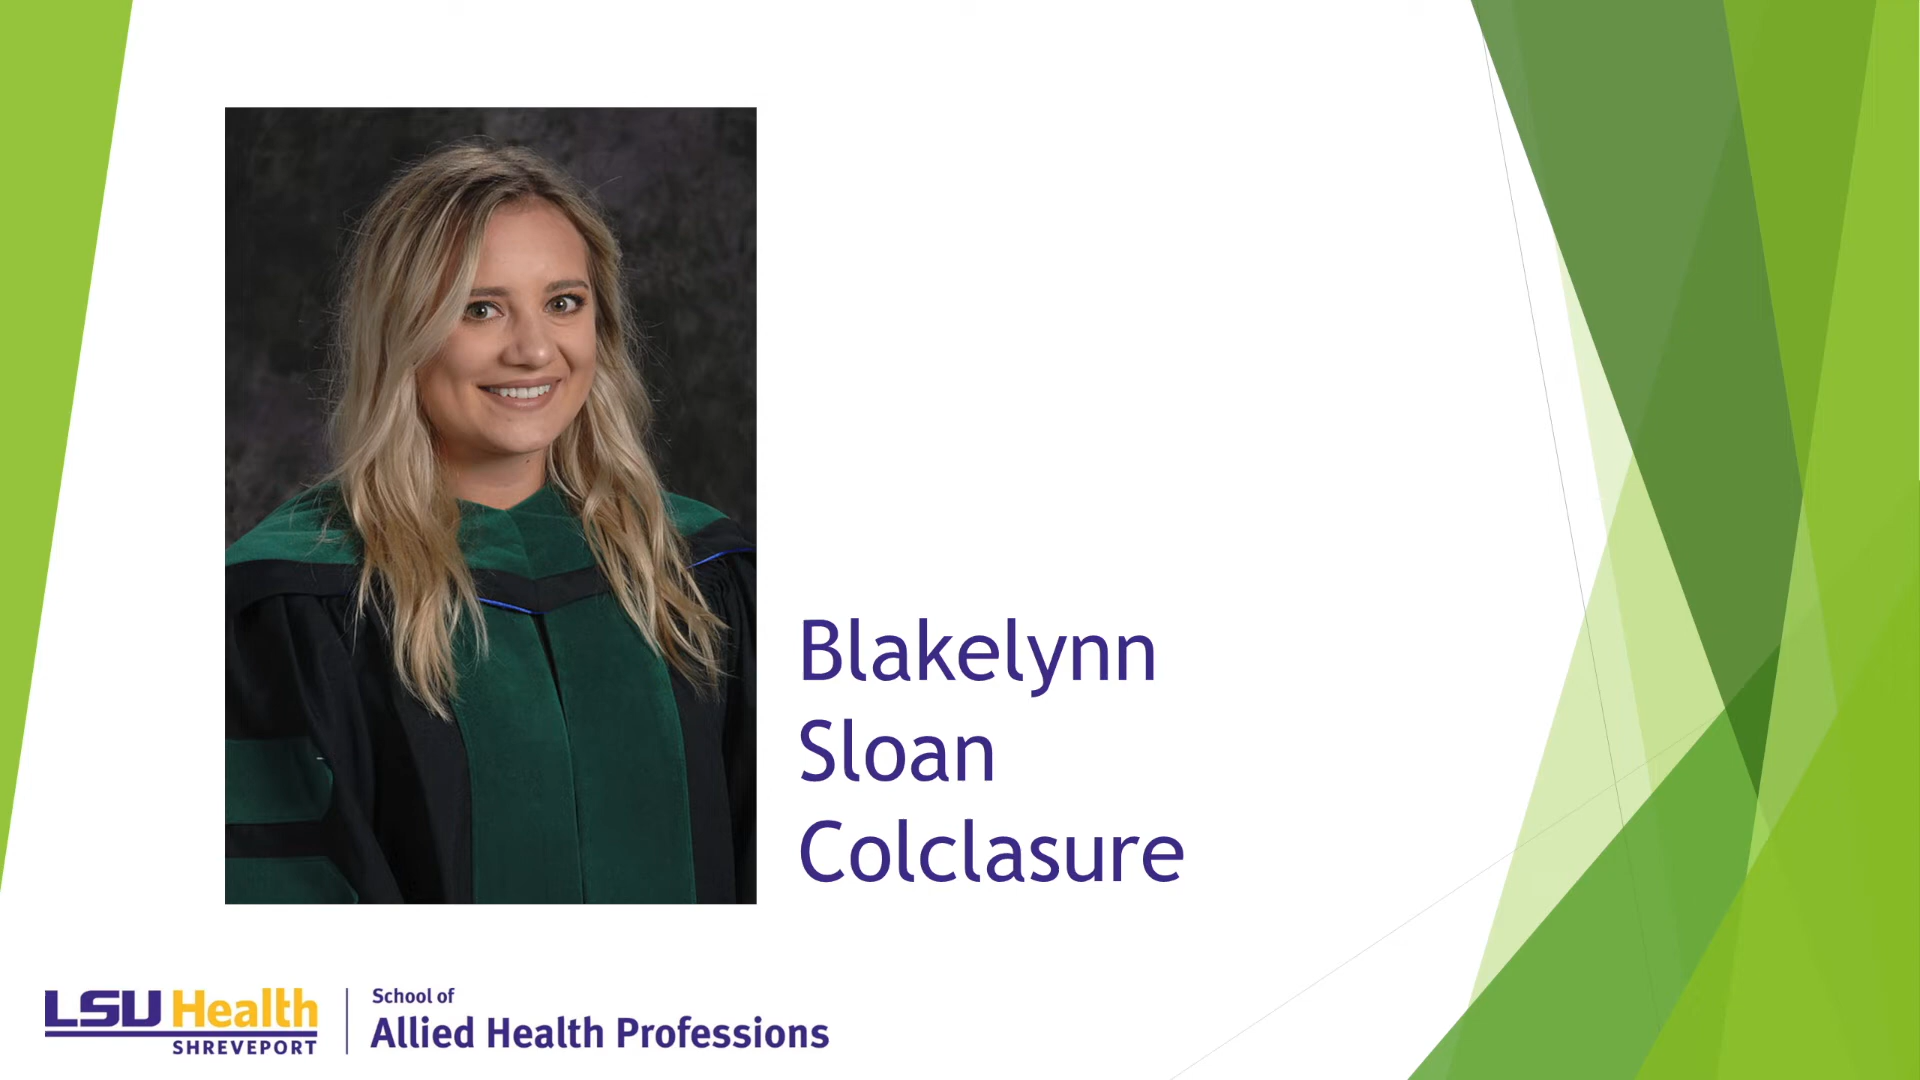 Blakelynn
Sloan
Colclasure
LSU Health
SHREVEPORT
School of
Allied Health Professions